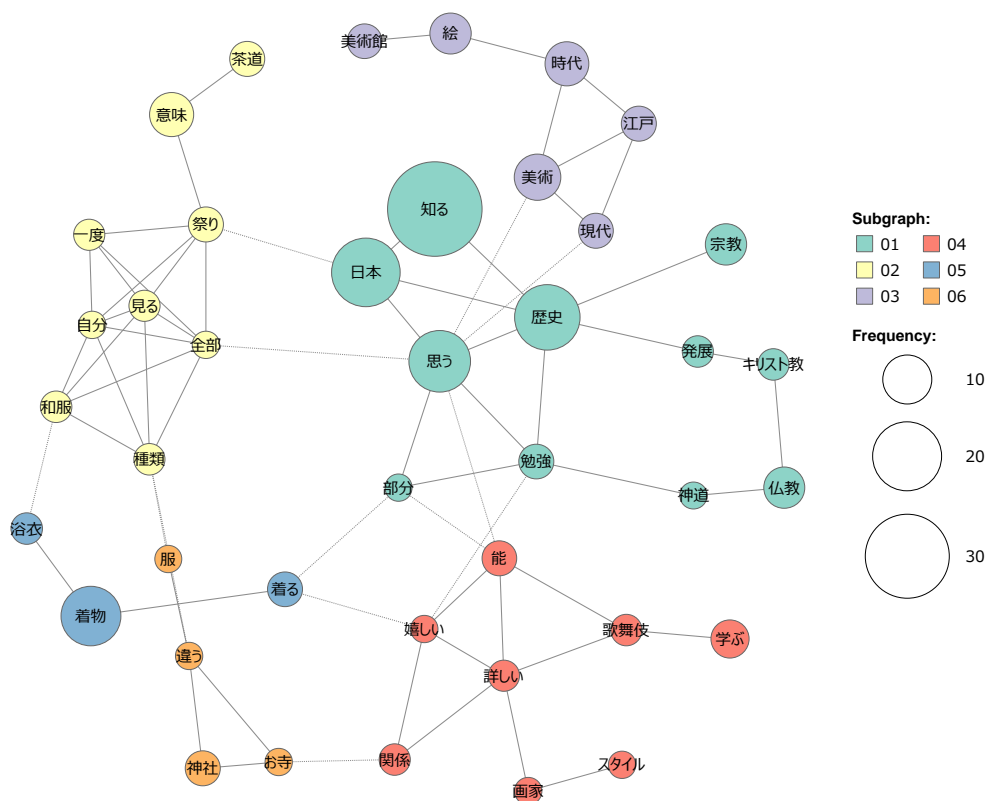 美術館
絵
時代
茶道
意味
江戸
美術
知る
現代
祭り
一度
宗教
日本
見る
歴史
自分
全部
思う
発展
キリスト教
和服
種類
勉強
部分
神道
仏教
浴衣
服
能
着る
着物
嬉しい
歌舞伎
学ぶ
違う
詳しい
神社
お寺
関係
スタイル
画家
Subgraph:
01 04
02 05
03 06
Frequency:
10
20
30